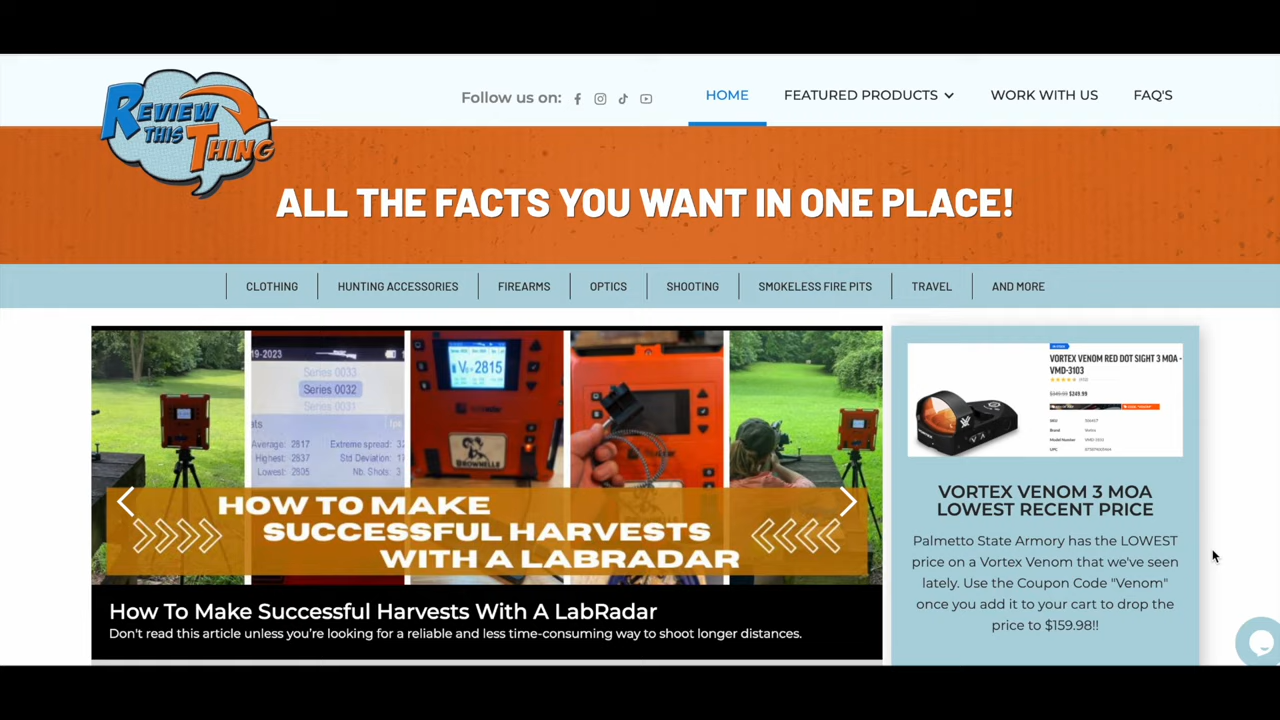 REVIEW
THIS
THING
Follow us on:
HOME
FEATURED PRODUCTS
WORK WITH US
FAQ'S
ALL THE FACTS YOU WANT IN ONE PLACE!
CLOTHING
HUNTING ACCESSORIES
FIREARMS
OPTICS
SHOOTING
SMOKELESS FIRE PITS
TRAVEL
AND MORE
19-2023
Series 0033
Series 0032
Series 0031
Average: 2817
Extreme spread: 32
Highest: 2837
Std Deviation: 17
Lowest: 2805
Nb. Shots: 3
2815
BROWNELLS
HOW TO MAKE
SUCCESSFUL HARVESTS
WITH A LABRADAR
How To Make Successful Harvests With A LabRadar
Don't read this article unless you're looking for a reliable and less time-consuming way to shoot longer distances.
VORTEX VENOM RED DOT SIGHT 3 MOA -
VMD-3103
$249.99
VORTEX VENOM 3 MOA
LOWEST RECENT PRICE
Palmetto State Armory has the LOWEST
price on a Vortex Venom that we've seen
lately. Use the Coupon Code "Venom"
once you add it to your cart to drop the
price to $159.98!!